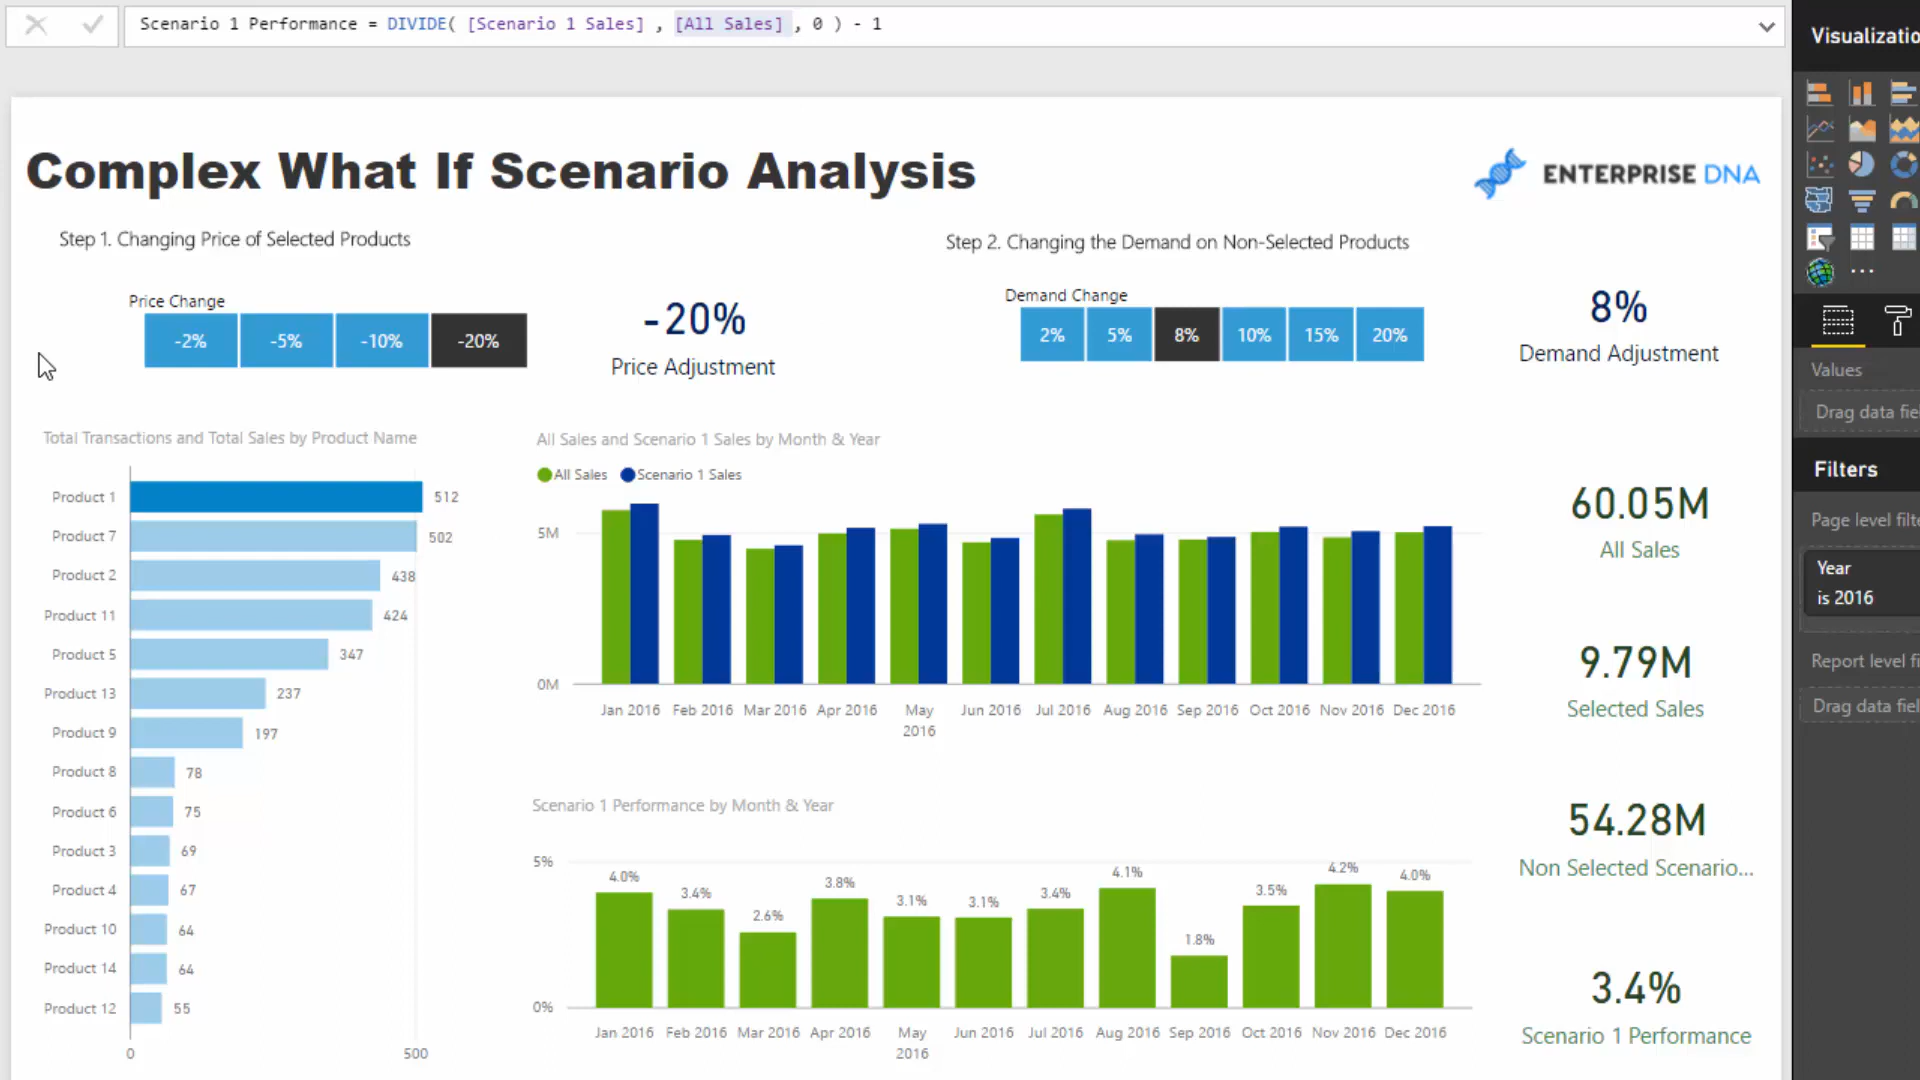 Scenario 1 Performance = DIVIDE( [Scenario 1 Sales] , [All Sales] , 0 ) - 1
Visualizatio
Complex What If Scenario Analysis
ENTERPRISE DNA
Step 1. Changing Price of Selected Products
Step 2. Changing the Demand on Non-Selected Products
Price Change
-2% -5% -10% -20%
-20%
Price Adjustment
Demand Change
2% 5% 8% 10% 15% 20%
8%
Demand Adjustment
Total Transactions and Total Sales by Product Name
Product 1 512
Product 7 502
Product 2 438
Product 11 424
Product 5 347
Product 13 237
Product 9 197
Product 8 78
Product 6 75
Product 3 69
Product 4 67
Product 10 64
Product 14 64
Product 12 55
0 500
All Sales and Scenario 1 Sales by Month & Year
All Sales Scenario 1 Sales
5M
0M
Jan 2016 Feb 2016 Mar 2016 Apr 2016 May 2016 Jun 2016 Jul 2016 Aug 2016 Sep 2016 Oct 2016 Nov 2016 Dec 2016
Scenario 1 Performance by Month & Year
5%
4.0% 3.4% 2.6% 3.8% 3.1% 3.1% 3.4% 4.1% 1.8% 3.5% 4.2% 4.0%
0%
Jan 2016 Feb 2016 Mar 2016 Apr 2016 May 2016 Jun 2016 Jul 2016 Aug 2016 Sep 2016 Oct 2016 Nov 2016 Dec 2016
60.05M
All Sales
9.79M
Selected Sales
54.28M
Non Selected Scenario...
3.4%
Scenario 1 Performance
Values
Drag data fie
Filters
Page level filte
Year
is 2016
Report level fi
Drag data fiel